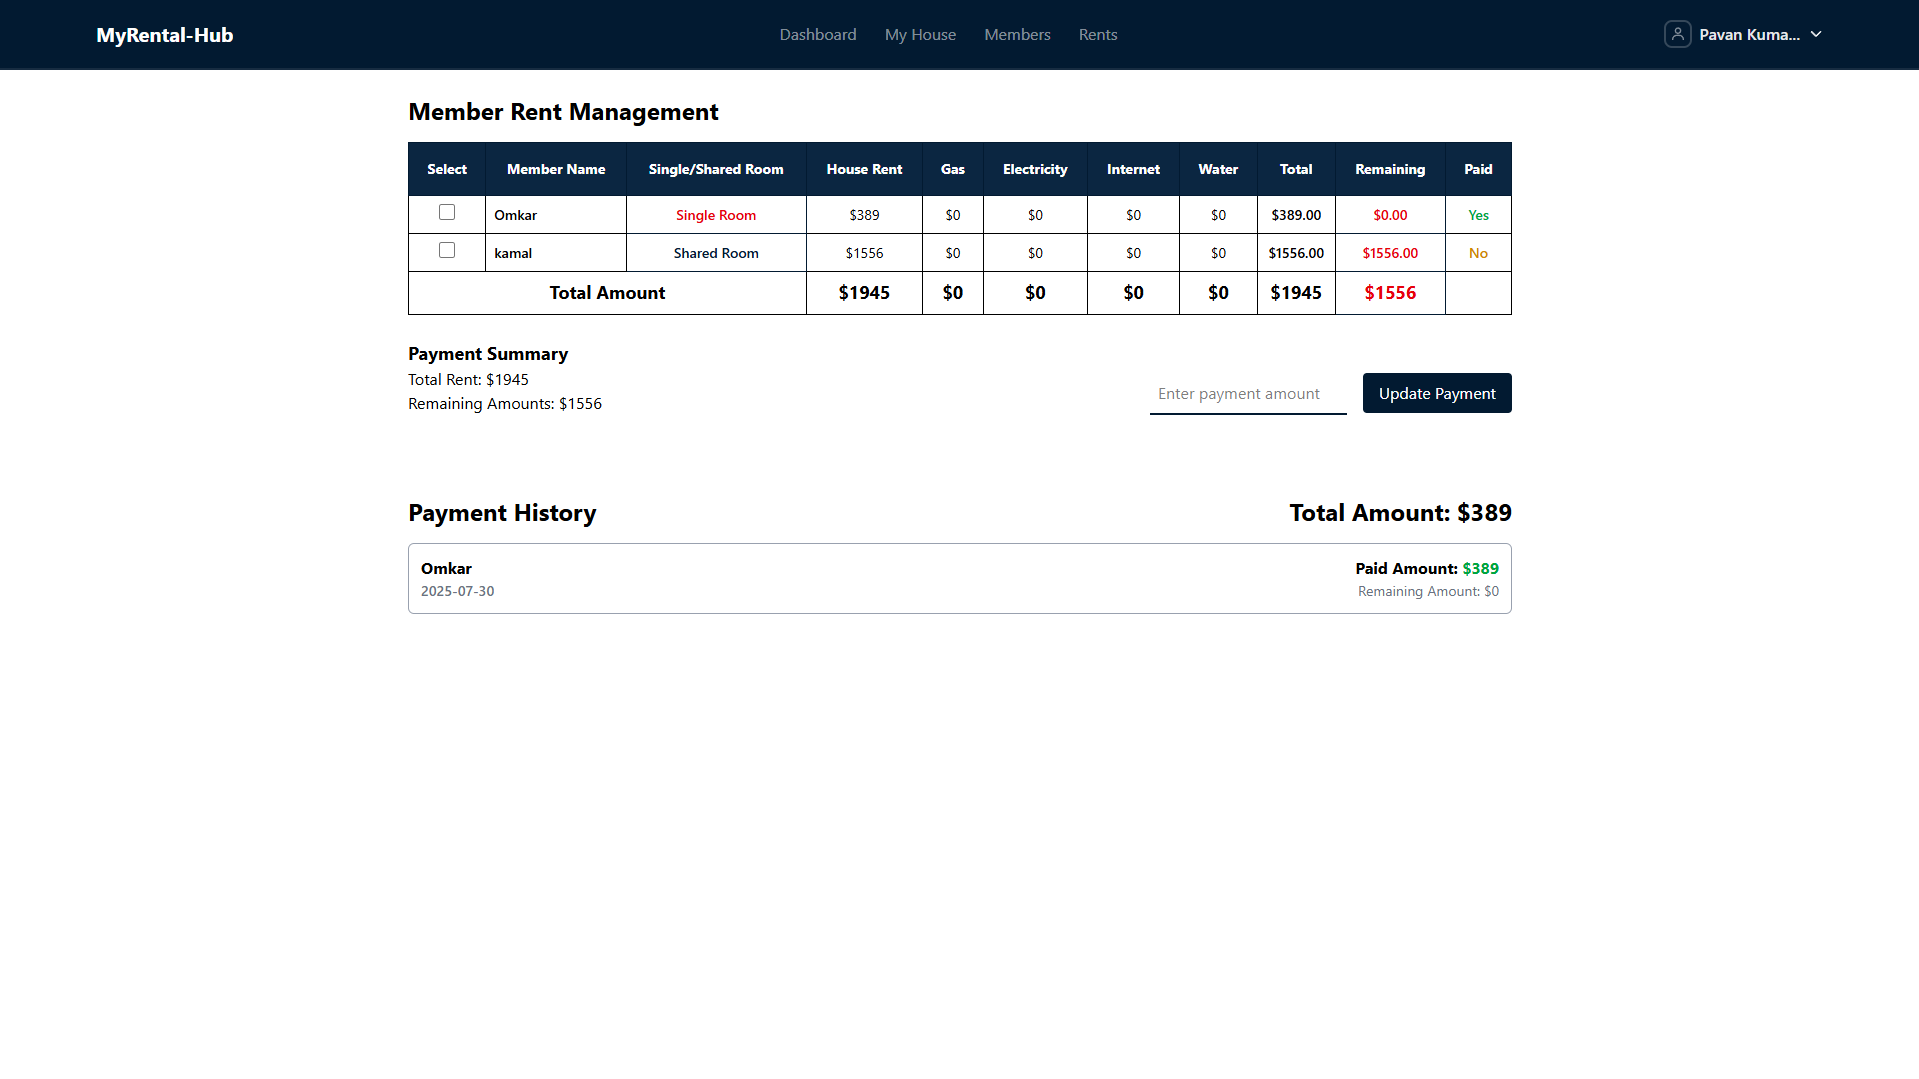 MyRental-Hub Dashboard My House Members Rents Pavan Kuma...
Member Rent Management
Select Member Name Single/Shared Room House Rent Gas Electricity Internet Water Total Remaining Paid
Omkar Single Room $389 $0 $0 $0 $0 $389.00 $0.00 Yes
kamal Shared Room $1556 $0 $0 $0 $0 $1556.00 $1556.00 No
Total Amount $1945 $0 $0 $0 $0 $1945 $1556
Payment Summary
Total Rent: $1945
Enter payment amount Update Payment
Remaining Amounts: $1556
Payment History Total Amount: $389
Omkar Paid Amount: $389
2025-07-30 Remaining Amount: $0